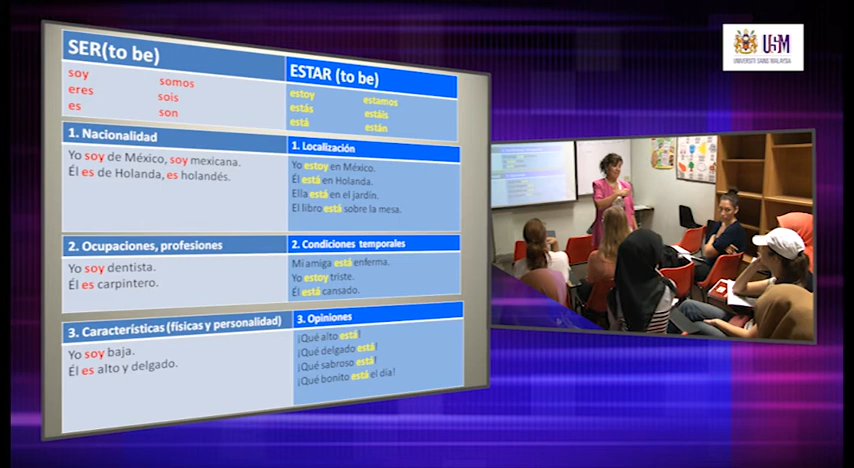 SER(to be)
soy somos
eres sois
es son
1. Nacionalidad
Yo soy de México, soy mexicana.
Él es de Holanda, es holandés.
2. Ocupaciones, profesiones
Yo soy dentista.
Él es carpintero.
3. Características (físicas y personalidad)
Yo soy baja.
Él es alto y delgado.
ESTAR (to be)
estoy estamos
estás estáis
está están
1. Localización
Yo estoy en México.
Él está en Holanda.
Ella está en el jardín.
El libro está sobre la mesa.
2. Condiciones temporales
Mi amiga está enferma.
Yo estoy triste.
Él está cansado.
3. Opiniones
¡Qué alto está!
¡Qué delgado está!
¡Qué sabroso está!
¡Qué bonito está el día!
USM
UNIVERSITI SAINS MALAYSIA